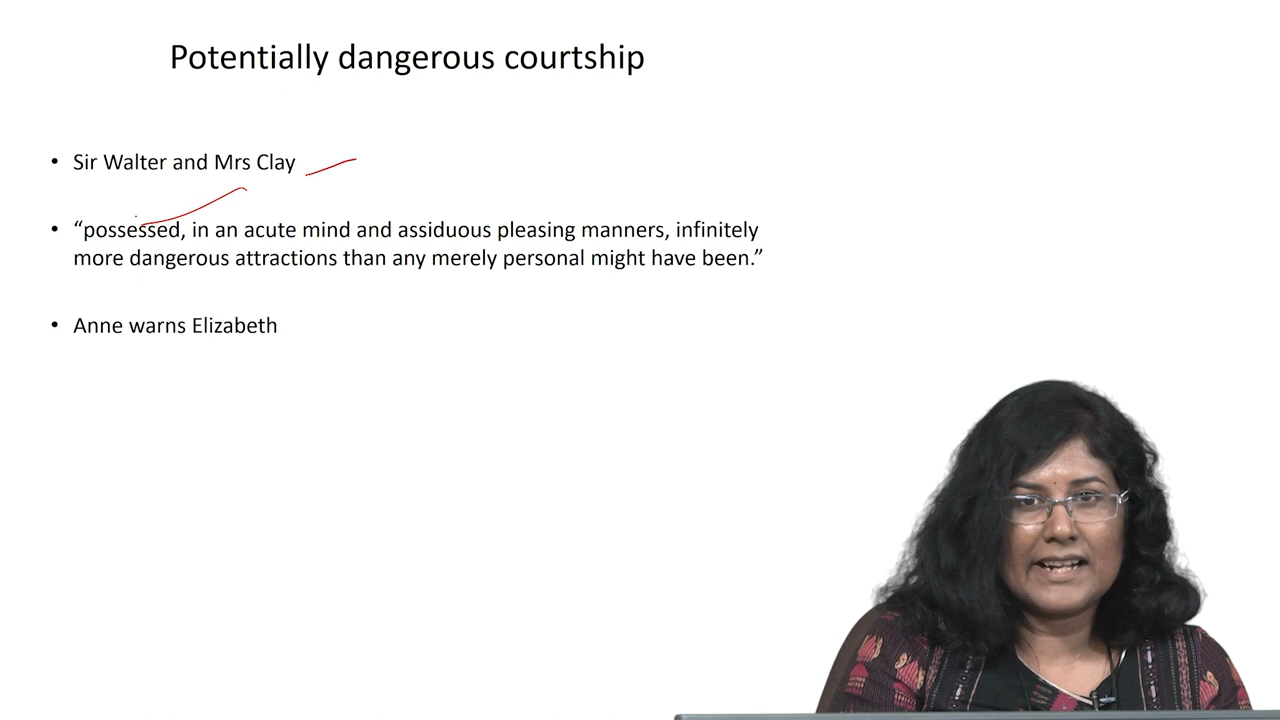 Potentially dangerous courtship
• Sir Walter and Mrs Clay
• “possessed, in an acute mind and assiduous pleasing manners, infinitely
more dangerous attractions than any merely personal might have been.”
• Anne warns Elizabeth